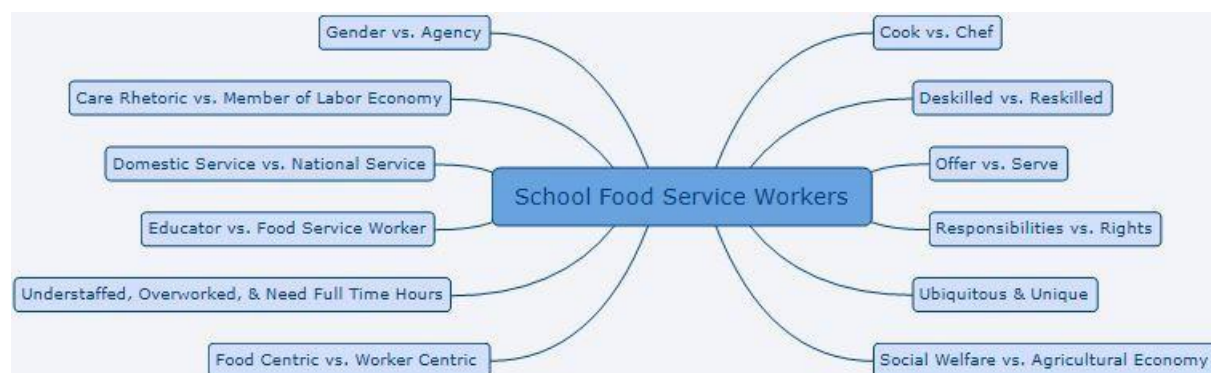 Gender vs. Agency
Care Rhetoric vs. Member of Labor Economy
Domestic Service vs. National Service
Educator vs. Food Service Worker
Understaffed, Overworked, & Need Full Time Hours
Food Centric vs. Worker Centric
School Food Service Workers
Cook vs. Chef
Deskilled vs. Reskilled
Offer vs. Serve
Responsibilities vs. Rights
Ubiquitous & Unique
Social Welfare vs. Agricultural Economy